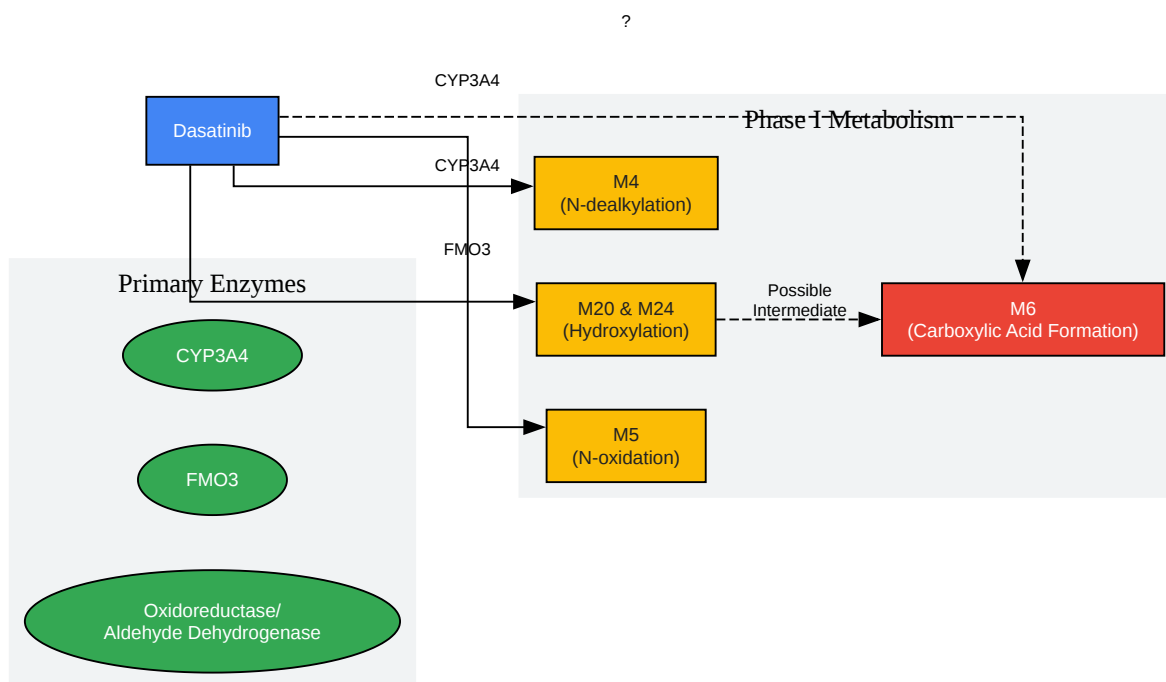 ?
CYP3A4
Dasatinib
Phase I Metabolism
CYP3A4
M4
(N-dealkylation)
FMO3
Primary Enzymes
M20 & M24
(Hydroxylation)
Possible
Intermediate
M6
(Carboxylic Acid Formation)
CYP3A4
M5
(N-oxidation)
FMO3
Oxidoreductase/
Aldehyde Dehydrogenase